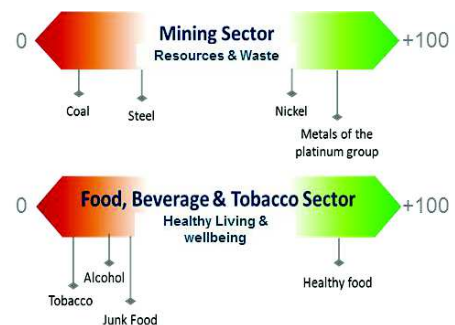 0
Mining Sector
Resources & Waste
+100
Coal
Steel
Nickel
Metals of the
platinum group
0
Food, Beverage & Tobacco Sector
Healthy Living &
wellbeing
+100
Tobacco
Alcohol
Junk Food
Healthy food